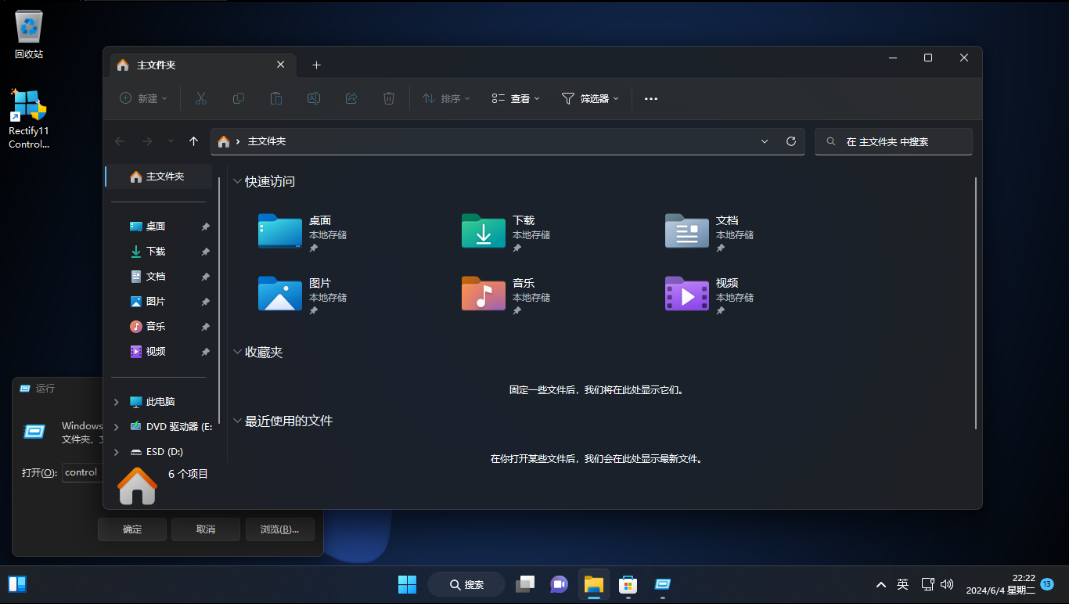 回收站
Rectify11
Control...
主文件夹
新建
排序
查看
筛选器
主文件夹
在 主文件夹 中搜索
主文件夹
桌面
下载
文档
图片
音乐
视频
此电脑
DVD 驱动器 (E:
ESD (D:)
6 个项目
快速访问
桌面
本地存储
下载
本地存储
文档
本地存储
图片
本地存储
音乐
本地存储
视频
本地存储
收藏夹
固定一些文件后，我们将在此处显示它们。
最近使用的文件
在你打开某些文件后，我们会在此处显示最新文件。
运行
Windows
文件夹、
打开(O):
control
确定
取消
浏览(B)...
搜索
英
22:22
2024/6/4 星期二
13